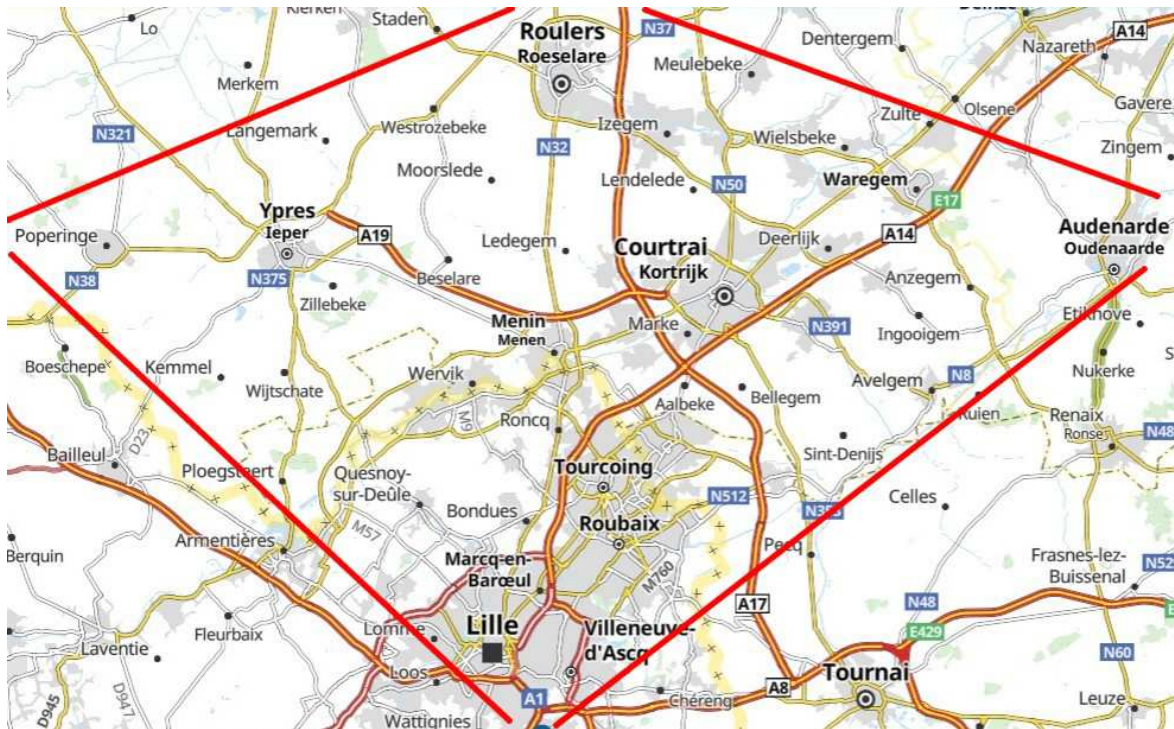 Staden
Roulers
Roeselare
N37
Dentergem
A14
Lo
Merkem
Meulebeke
Nazareth
N321
Langemark
Westrozebeke
Izegem
Wielsbeke
Zulte
Olsene
Gavere
N32
Zingem
Moorslede
Lendelede
N50
Waregem
E17
Poperinge
Ypres
Ieper
A19
Ledegem
Courtrai
Kortrijk
Deerlijk
A14
Audenarde
Oudenaarde
N38
N375
Beselare
Zillebeke
Anzegem
Menin
Menen
Marke
N391
Ingooigem
Etikhove
Boeschepe
Kemmel
Wijtschate
Wervik
Aalbeke
Bellegem
Avelgem
N8
Nukerke
Ruien
M9
Roncq
Renaix
Ronse
N48
D23
Bailleul
Ploegsteert
Quesnoy-
sur-Deûle
Tourcoing
Sint-Denijs
N512
Celles
Bondues
Roubaix
M57
Berquin
Armentières
Marcq-en-
Barœul
M760
Pecq
Frasnes-lez-
Buissenal
N52
A17
N48
Fleurbaix
Lomme
Lille
Villeneuve-
d'Ascq
E429
Laventie
N60
Loos
Tournai
D945
D947
Wattignies
A1
Chéreng
A8
Leuze